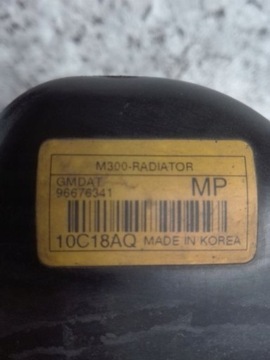 M300-RADIATOR
GMDAT
96676341 MP
10C18AQ MADE IN KOREA